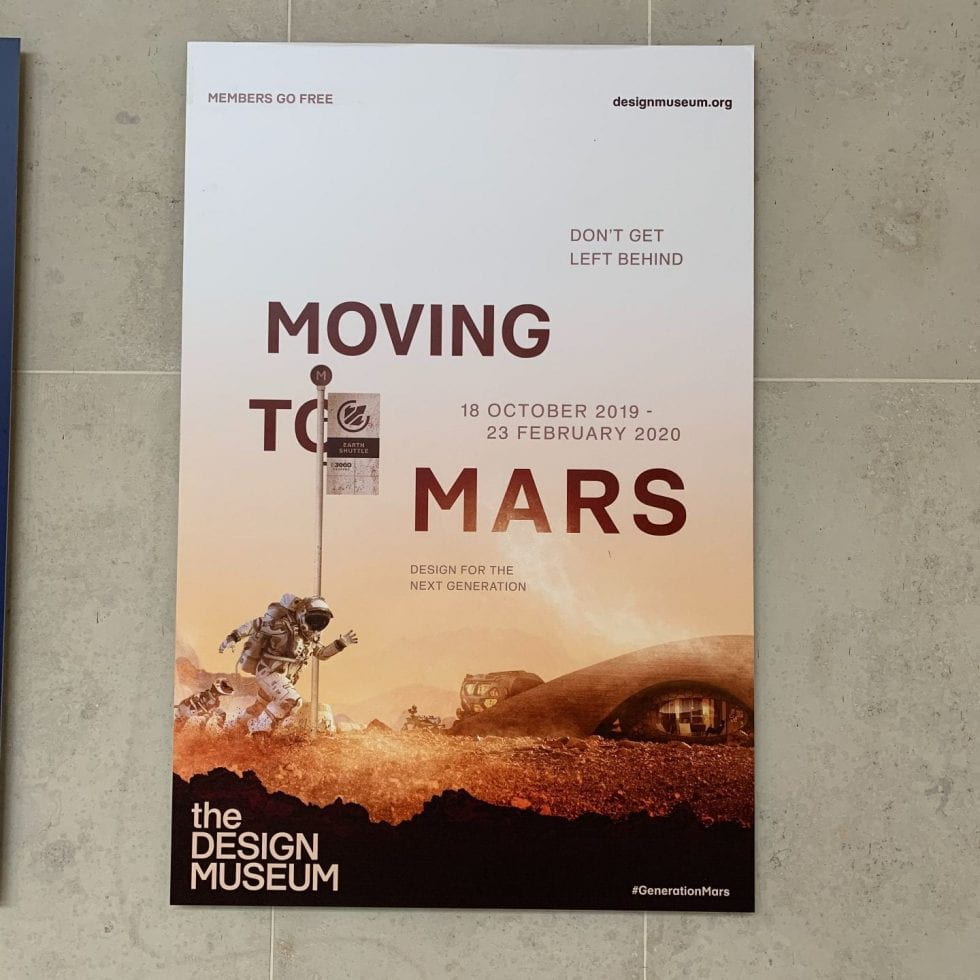 MEMBERS GO FREE
designmuseum.org
DON'T GET
LEFT BEHIND
MOVING
TO
M
18 OCTOBER 2019 -
23 FEBRUARY 2020
EARTH
SHUTTLE
MARS
DESIGN FOR THE
NEXT GENERATION
the
DESIGN
MUSEUM
#GenerationMars